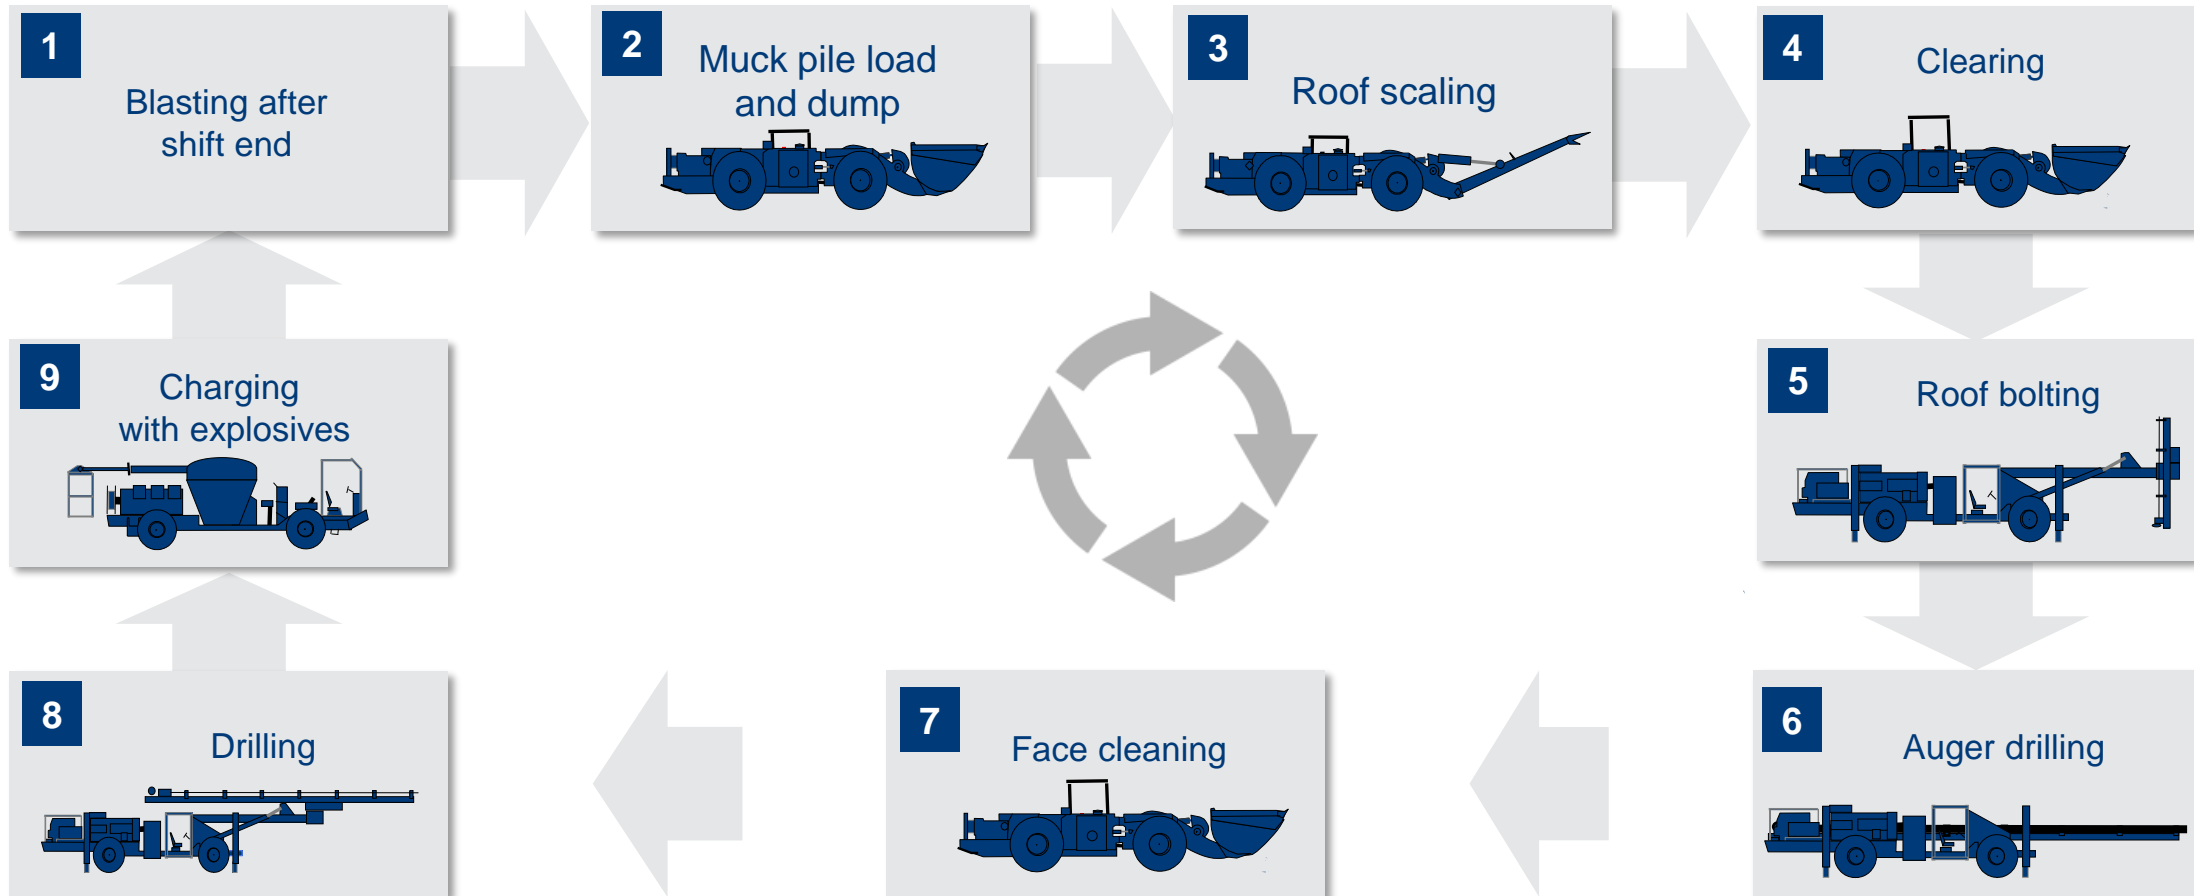 1
Blasting after
shift end
2
Muck pile load
and dump
3
Roof scaling
4
Clearing
5
Roof bolting
6
Auger drilling
7
Face cleaning
8
Drilling
9
Charging
with explosives